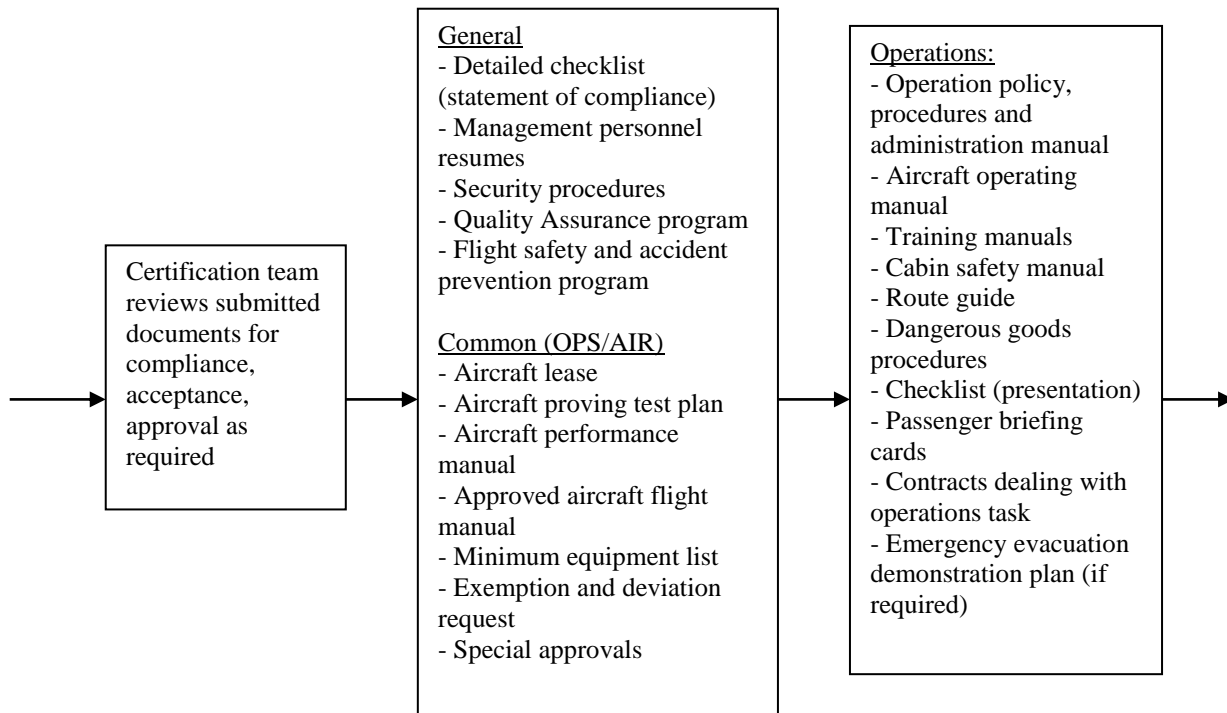 Certification team
reviews submitted
documents for
compliance,
acceptance,
approval as
required
General
- Detailed checklist
(statement of compliance)
- Management personnel
resumes
- Security procedures
- Quality Assurance program
- Flight safety and accident
prevention program
Common (OPS/AIR)
- Aircraft lease
- Aircraft proving test plan
- Aircraft performance
manual
- Approved aircraft flight
manual
- Minimum equipment list
- Exemption and deviation
request
- Special approvals
Operations:
- Operation policy,
procedures and
administration manual
- Aircraft operating
manual
- Training manuals
- Cabin safety manual
- Route guide
- Dangerous goods
procedures
- Checklist (presentation)
- Passenger briefing
cards
- Contracts dealing with
operations task
- Emergency evacuation
demonstration plan (if
required)